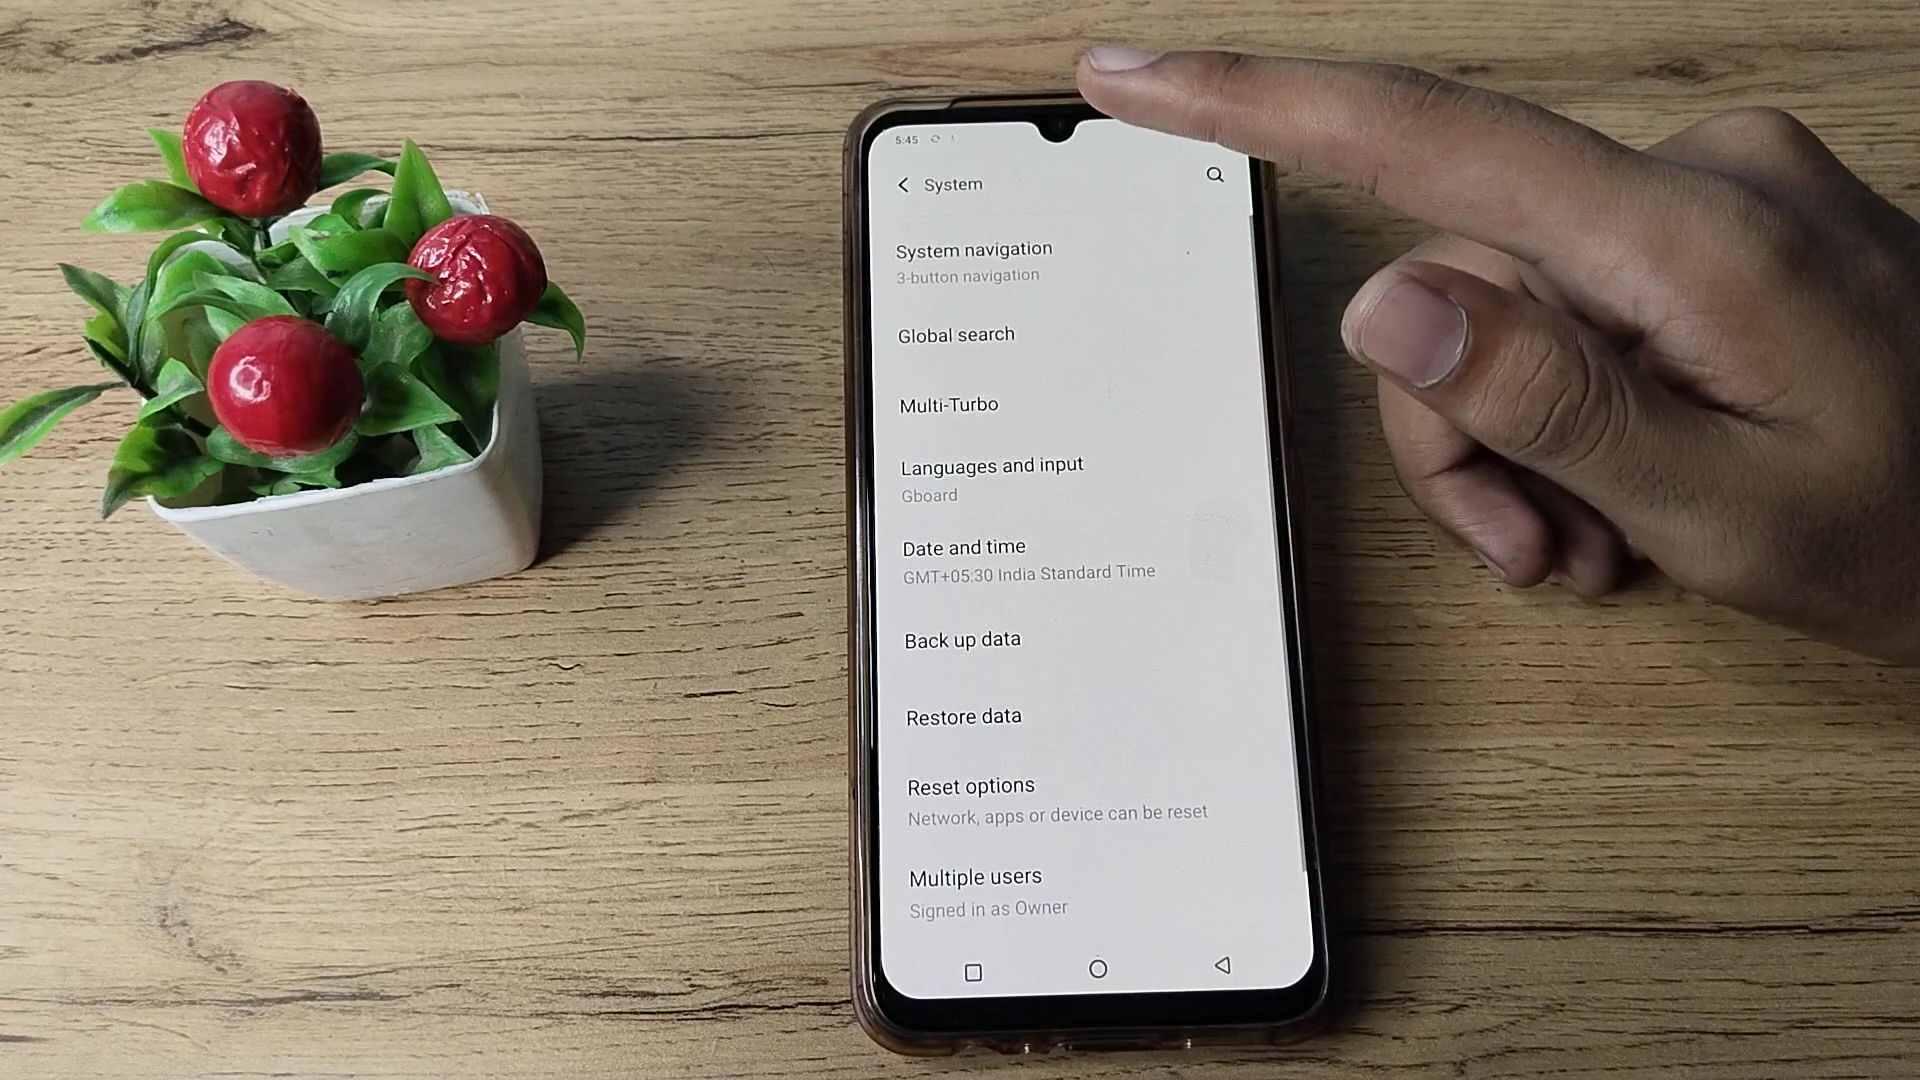 5:45
System
System navigation
3-button navigation
Global search
Multi-Turbo
Languages and input
Gboard
Date and time
GMT+05:30 India Standard Time
Back up data
Restore data
Reset options
Network, apps or device can be reset
Multiple users
Signed in as Owner